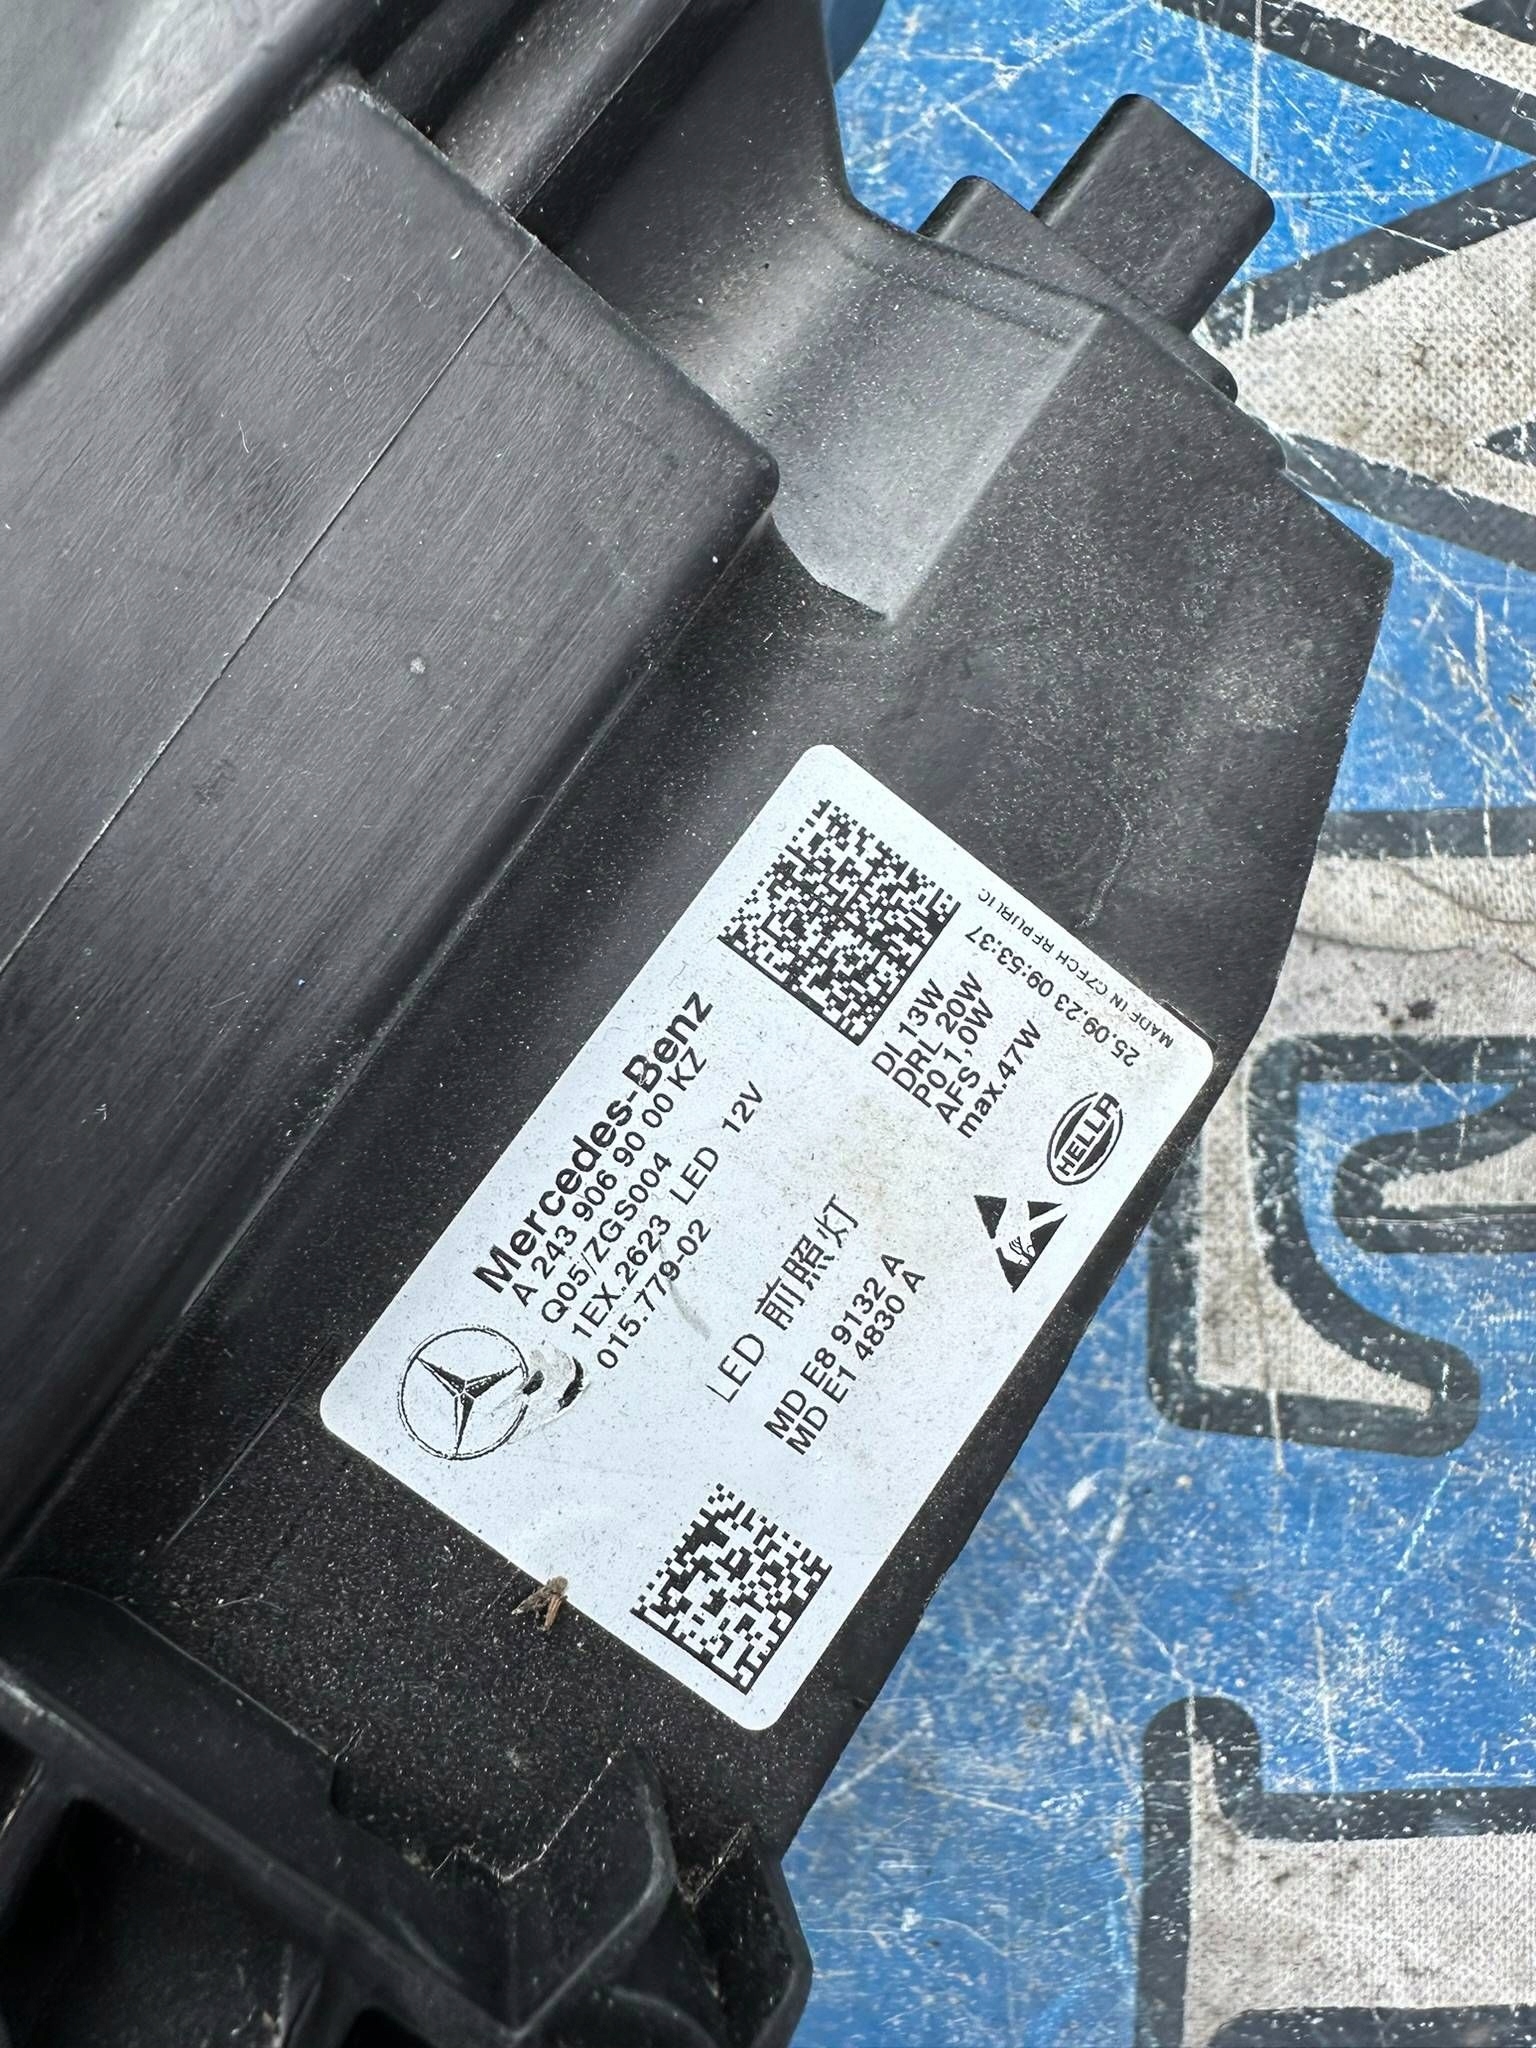 Mercedes-Benz
A 243 906 90 00 KZ
Q05/ZGS004
1EX.2623 LED 12V
015.779-02
LED 前照灯
MD E8 9132 A
MD E1 4830 A
DI 13W
DRL 20W
PO 1,0W
AFS
max.47W
HELLA
25.09.23 09:53:37
MADE IN CZECH REPUBLIC